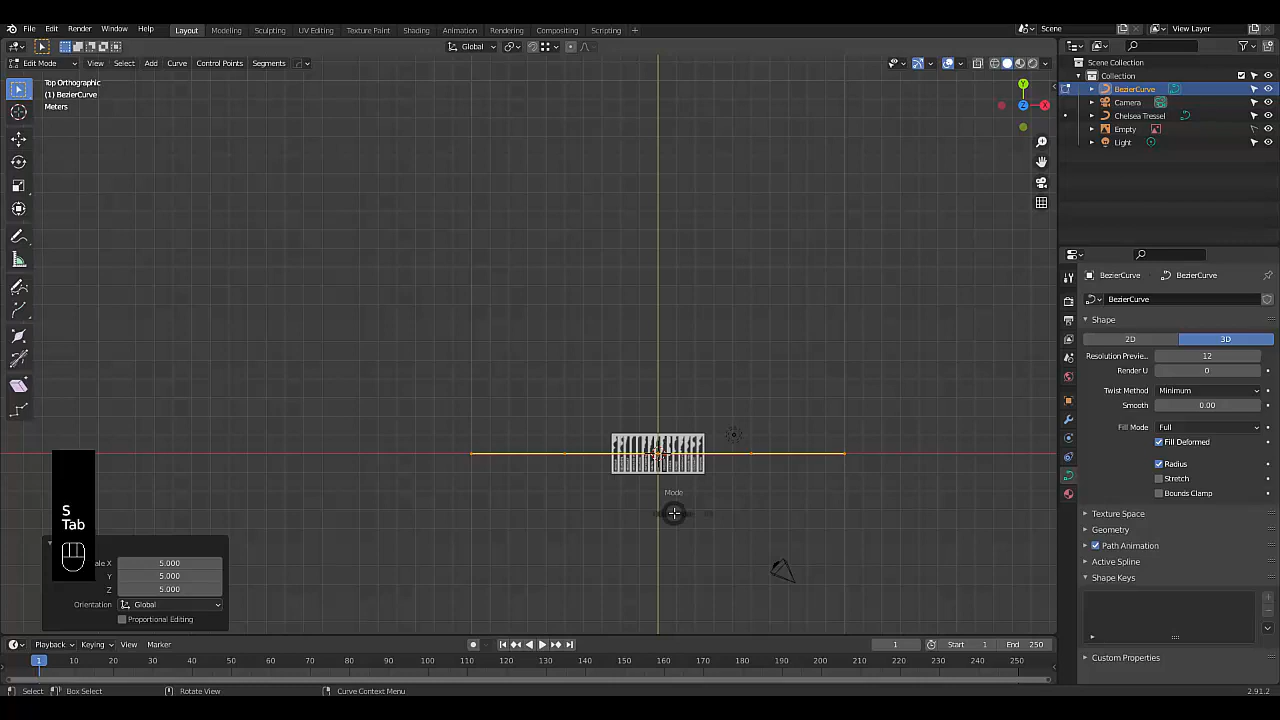 File Edit Render Window Help Layout Modeling Sculpting UV Editing Texture Paint Shading Animation Rendering Compositing Scripting Scene View Layer
Global
Edit Mode View Select Add Curve Control Points Segments
Top Orthographic
(1) BezierCurve
Meters
Y
Z
X
Scene Collection
Collection
BezierCurve
Camera
Chelsea Tressel
Empty
Light
BezierCurve BezierCurve
BezierCurve
Shape
2D 3D
Resolution Previe... 12
Render U 0
Twist Method Minimum
Smooth 0.00
Fill Mode Full
Fill Deformed
Radius
Stretch
Bounds Clamp
Texture Space
Geometry
Path Animation
Active Spline
Shape Keys
Custom Properties
Mode
S
Tab
ale X 5.000
Y 5.000
Z 5.000
Orientation Global
Proportional Editing
Playback Keying View Marker 1 Start 1 End 250
1 10 20 30 40 50 60 70 80 90 100 110 120 130 140 150 160 170 180 190 200 210 220 230 240 250
Select Box Select Rotate View Curve Context Menu 2.91.2